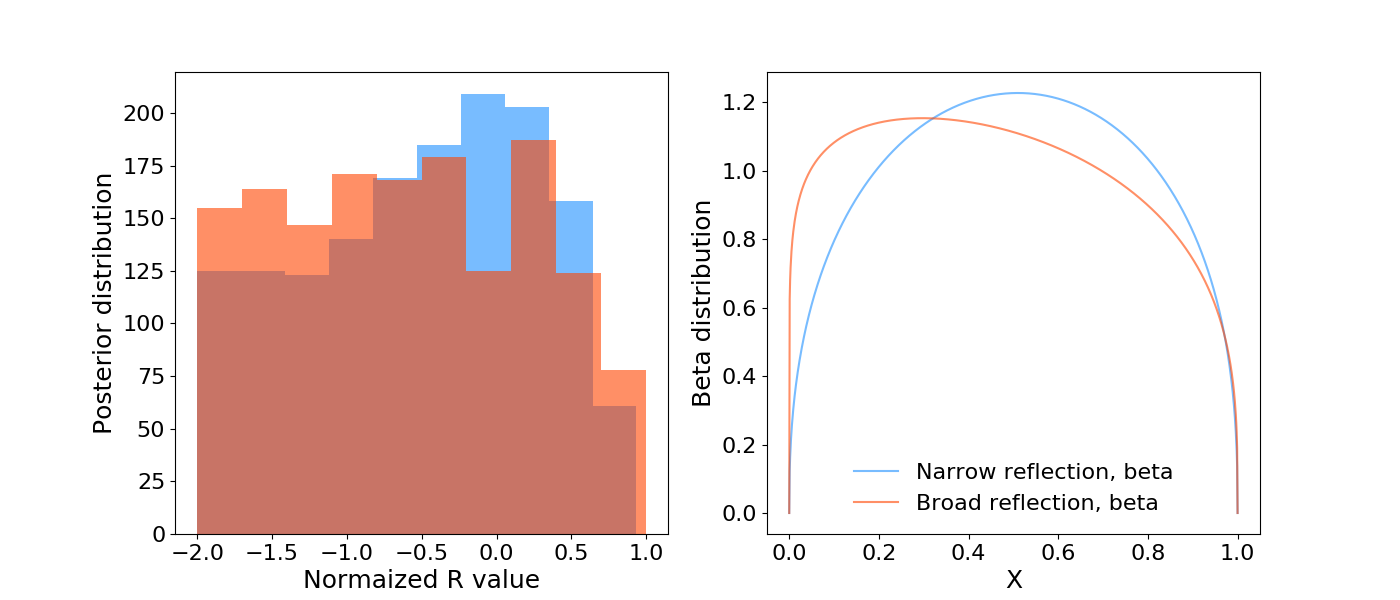 Posterior distribution
200
175
150
125
100
75
50
25
0
−2.0 −1.5 −1.0 −0.5 0.0 0.5 1.0
Normaized R value
Beta distribution
1.2
1.0
0.8
0.6
0.4
0.2
0.0
Narrow reflection, beta
Broad reflection, beta
0.0 0.2 0.4 0.6 0.8 1.0
X